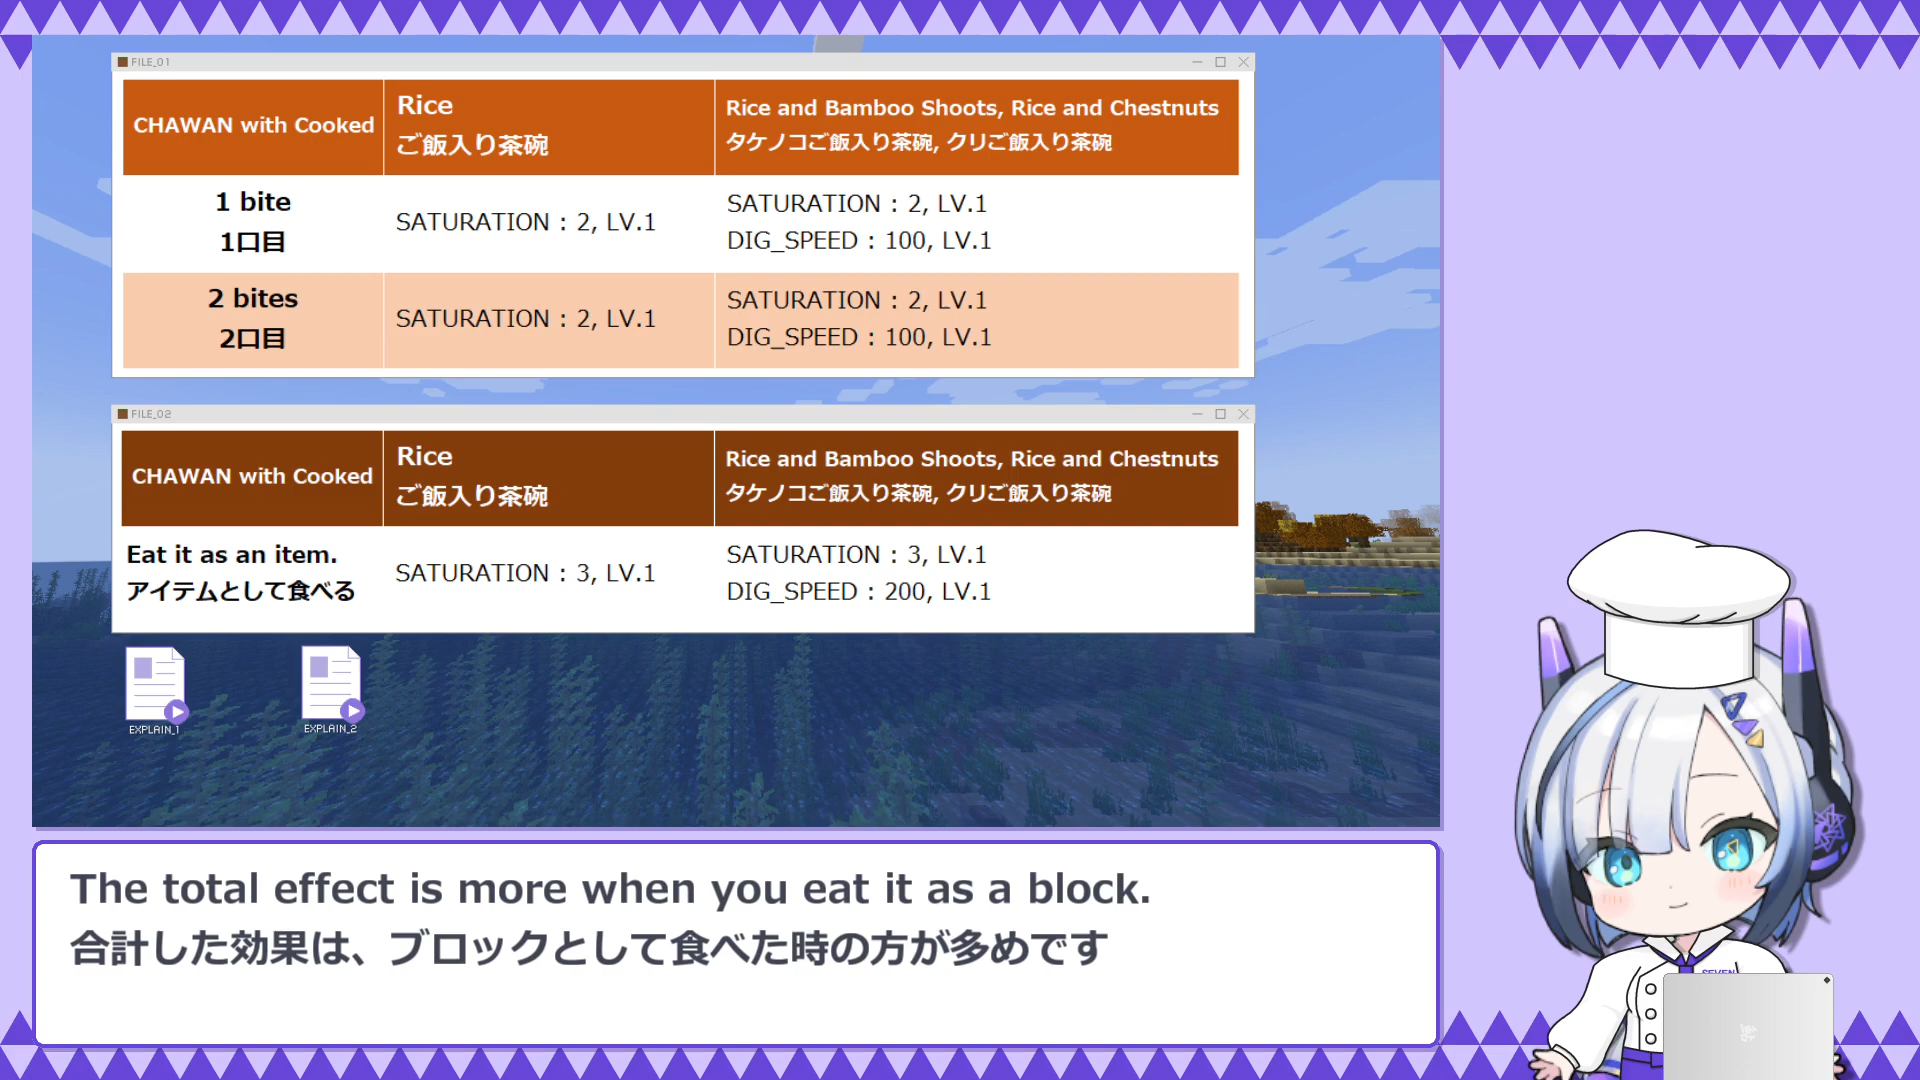 FILE_01
CHAWAN with Cooked
Rice
ご飯入り茶碗
Rice and Bamboo Shoots, Rice and Chestnuts
タケノコご飯入り茶碗, クリご飯入り茶碗
1 bite
1口目
SATURATION : 2, LV.1
SATURATION : 2, LV.1
DIG_SPEED : 100, LV.1
2 bites
2口目
SATURATION : 2, LV.1
SATURATION : 2, LV.1
DIG_SPEED : 100, LV.1
FILE_02
CHAWAN with Cooked
Rice
ご飯入り茶碗
Rice and Bamboo Shoots, Rice and Chestnuts
タケノコご飯入り茶碗, クリご飯入り茶碗
Eat it as an item.
アイテムとして食べる
SATURATION : 3, LV.1
SATURATION : 3, LV.1
DIG_SPEED : 200, LV.1
EXPLAIN_1
EXPLAIN_2
The total effect is more when you eat it as a block.
合計した効果は、ブロックとして食べた時の方が多めです
SEVEN